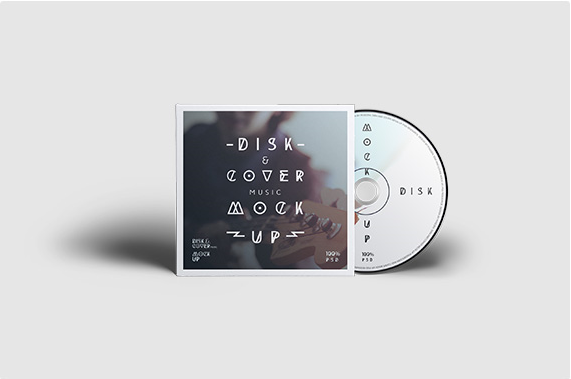 -DISK-
&
COVER
MUSIC
MOCK
UP
DISK &
COVER
MOCK
UP
100%
PSD
MOCK
UP
DISK
100%
PSD